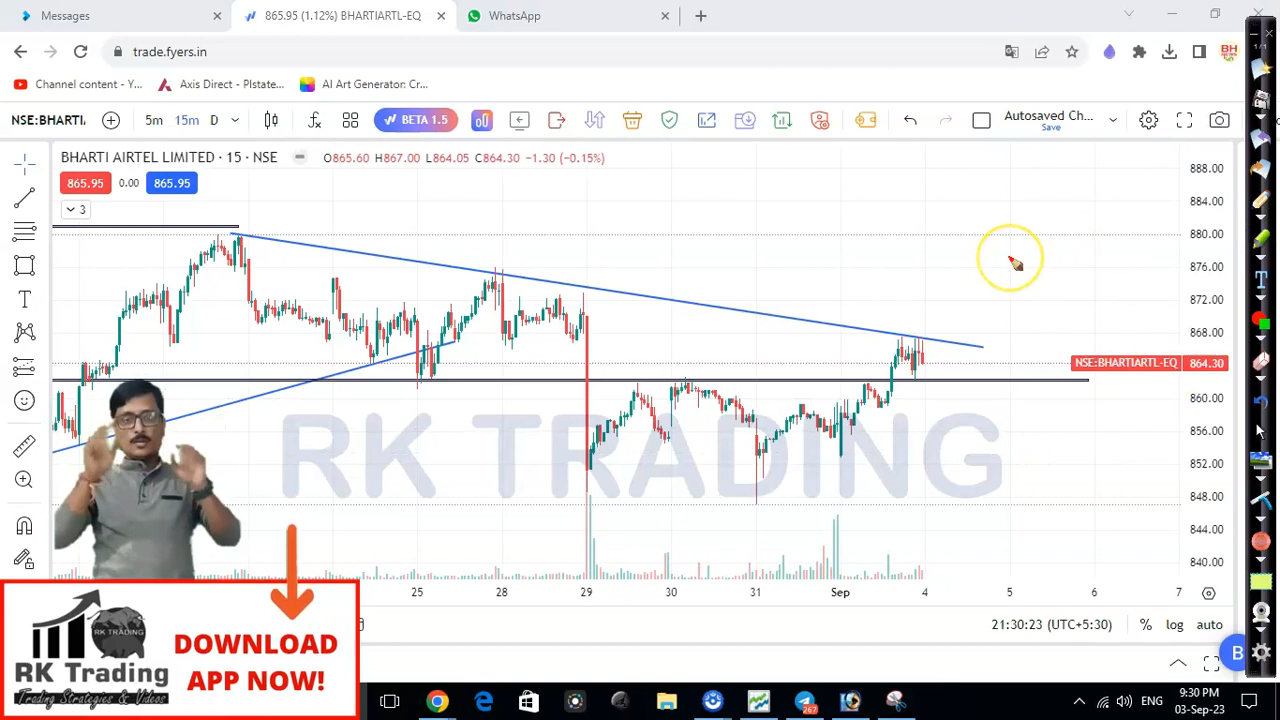 Messages
865.95 (1.12%) BHARTIARTL-EQ
WhatsApp
trade.fyers.in
Channel content - Y...
Axis Direct - Plstate...
AI Art Generator: Cr...
NSE:BHARTI
5m
15m
D
BETA 1.5
Autosaved Ch...
Save
1/1
BHARTI AIRTEL LIMITED · 15 · NSE
O865.60 H867.00 L864.05 C864.30 −1.30 (−0.15%)
865.95
0.00
865.95
3
888.00
884.00
880.00
876.00
872.00
868.00
NSE:BHARTIARTL-EQ
864.30
860.00
856.00
852.00
848.00
844.00
840.00
RK TRADING
25
28
29
30
31
Sep
4
5
6
7
21:30:23 (UTC+5:30)
%
log
auto
RK TRADING
RK Trading
Trading Strategies & Videos
DOWNLOAD
APP NOW!
B
267
ENG
9:30 PM
03-Sep-23